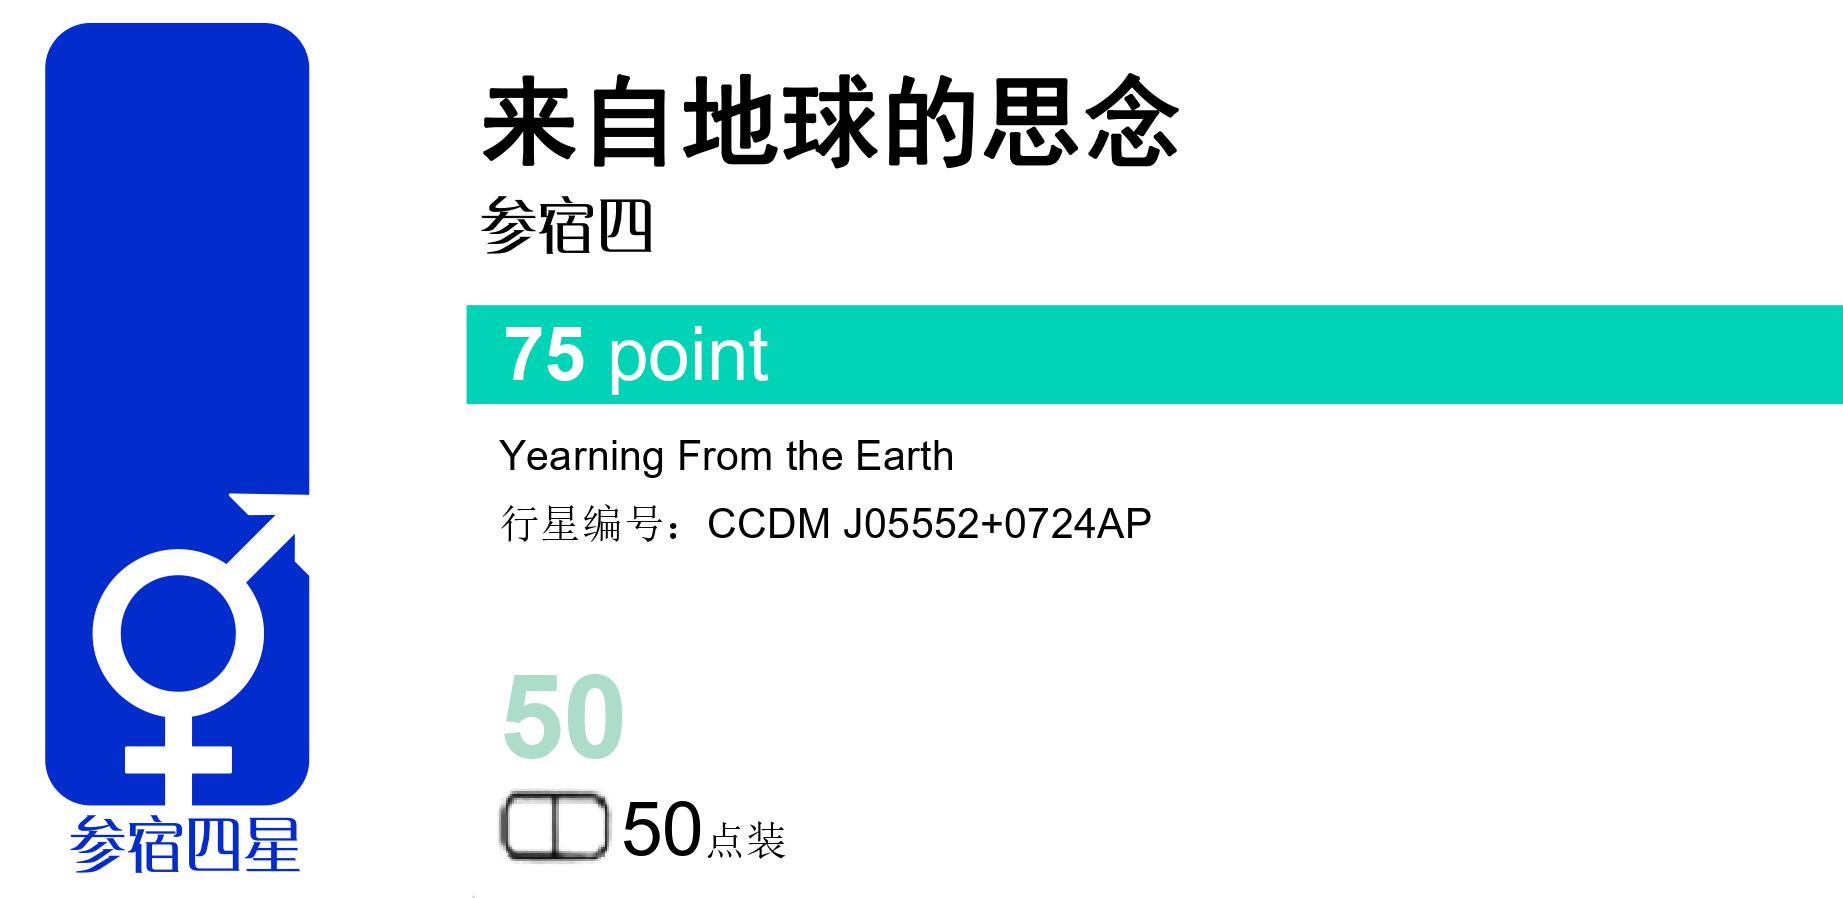 来自地球的思念
参宿四
75 point
Yearning From the Earth
行星编号：CCDM J05552+0724AP
50
50点装
参宿四星